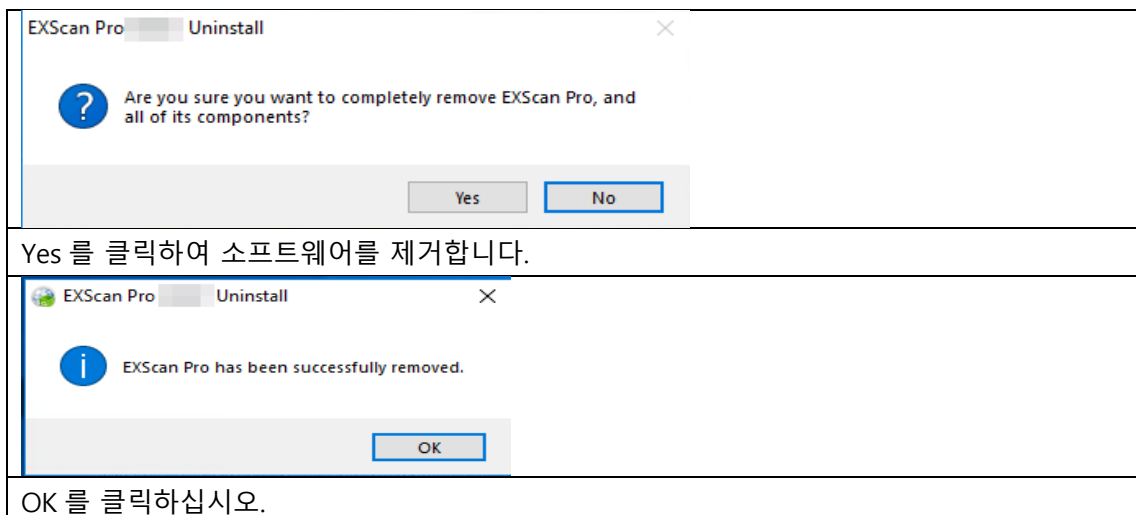 EXScan Pro Uninstall
Are you sure you want to completely remove EXScan Pro, and
all of its components?
Yes No
Yes 를 클릭하여 소프트웨어를 제거합니다.
EXScan Pro Uninstall
EXScan Pro has been successfully removed.
OK
OK 를 클릭하십시오.